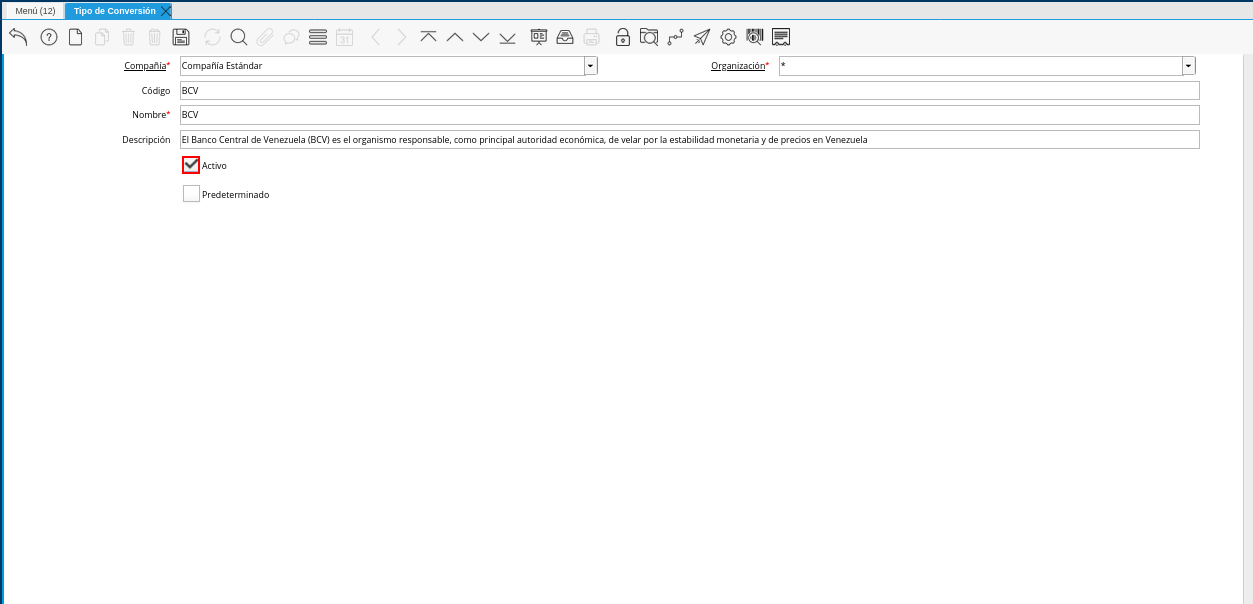 Menú (12) Tipo de Conversión
31
Compañía* Compañía Estándar Organización* *
Código BCV
Nombre* BCV
Descripción El Banco Central de Venezuela (BCV) es el organismo responsable, como principal autoridad económica, de velar por la estabilidad monetaria y de precios en Venezuela
Activo
Predeterminado